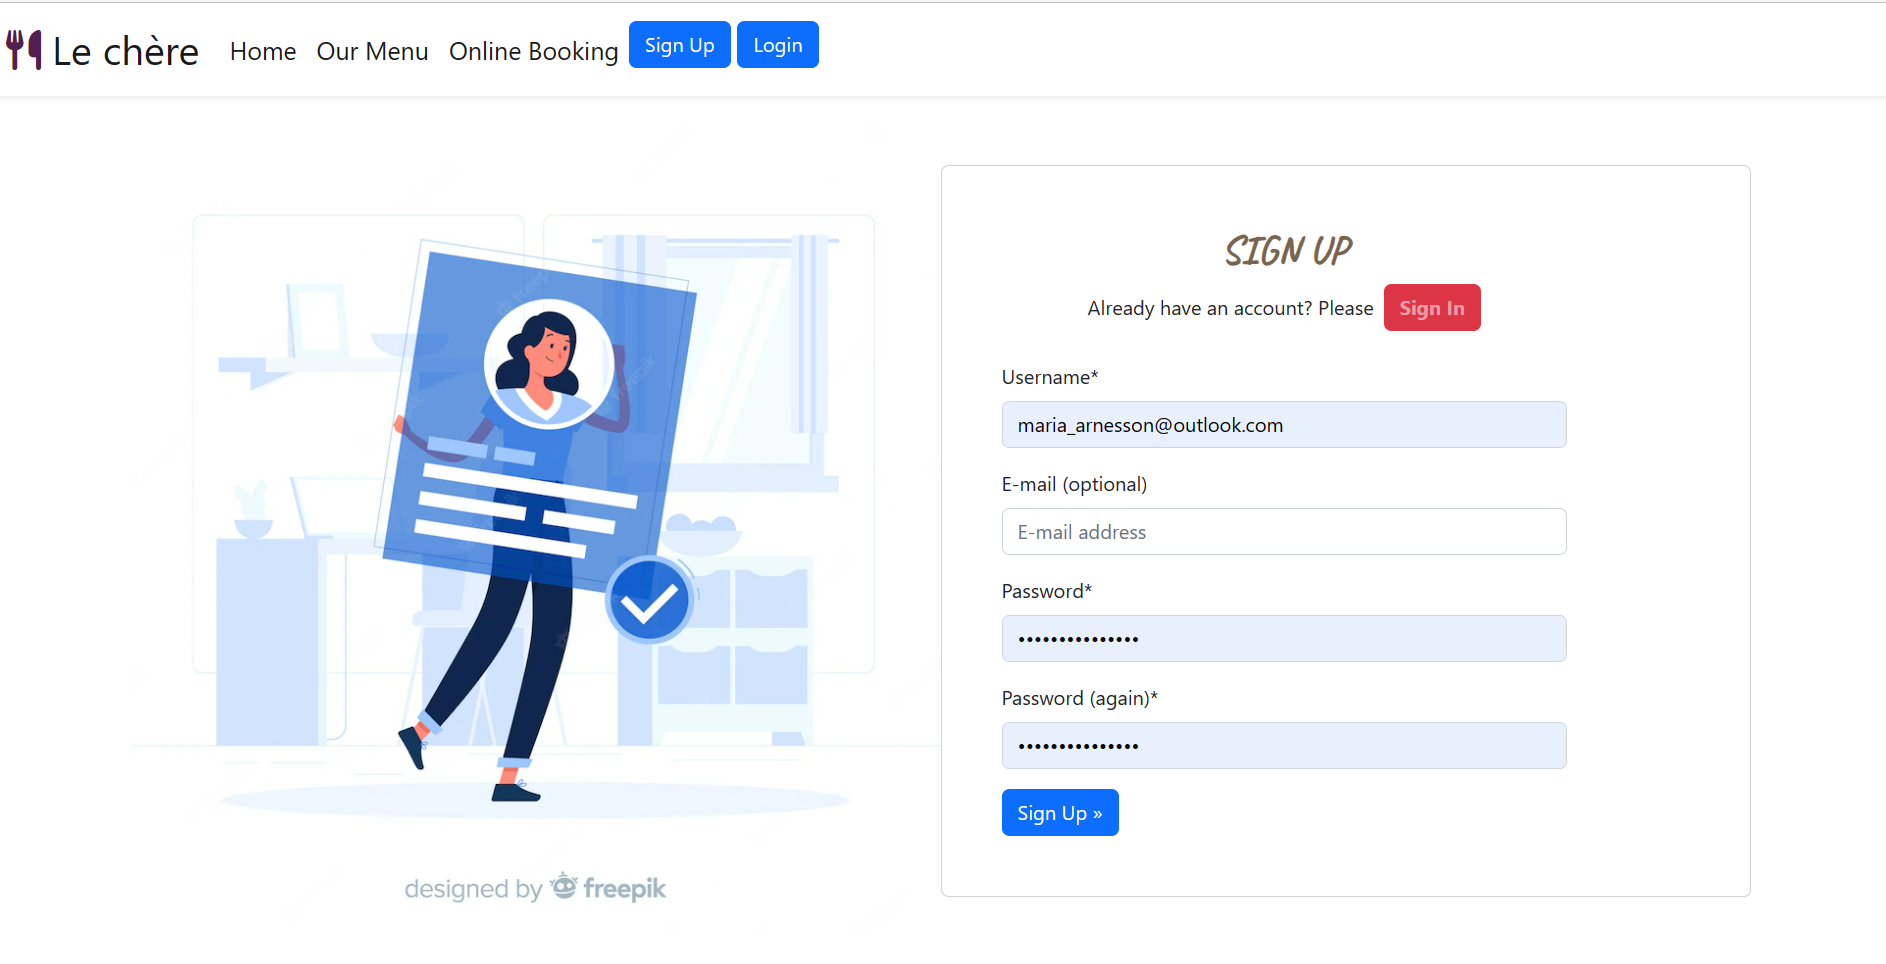 Le chère Home Our Menu Online Booking Sign Up Login
SIGN UP
Already have an account? Please Sign In
Username*
maria_arnesson@outlook.com
E-mail (optional)
E-mail address
Password*
•••••••••••••••
Password (again)*
•••••••••••••••
Sign Up »
designed by freepik